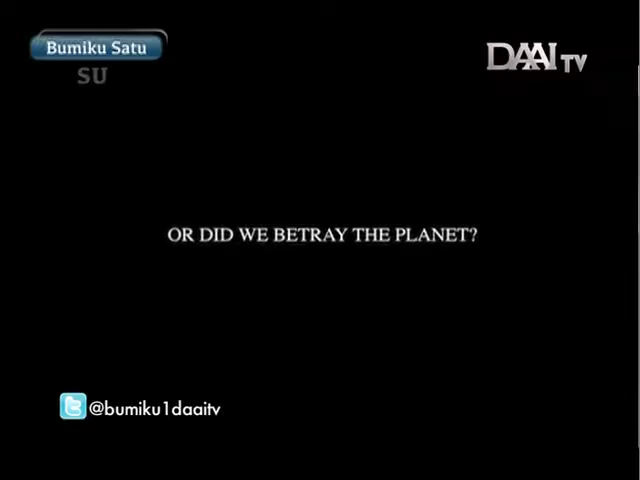 Bumiku Satu
DAAI TV
SU
OR DID WE BETRAY THE PLANET?
@bumiku1daaitv